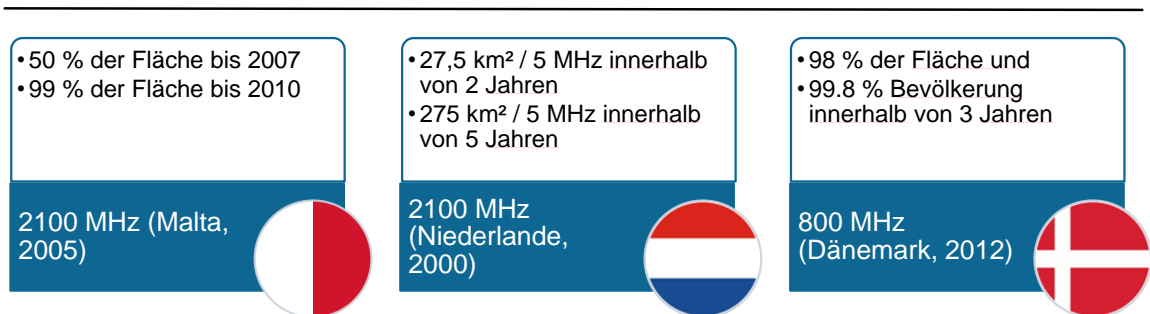 • 50 % der Fläche bis 2007
• 99 % der Fläche bis 2010
2100 MHz (Malta,
2005)
• 27,5 km² / 5 MHz innerhalb
von 2 Jahren
• 275 km² / 5 MHz innerhalb
von 5 Jahren
2100 MHz
(Niederlande,
2000)
• 98 % der Fläche und
• 99.8 % Bevölkerung
innerhalb von 3 Jahren
800 MHz
(Dänemark, 2012)